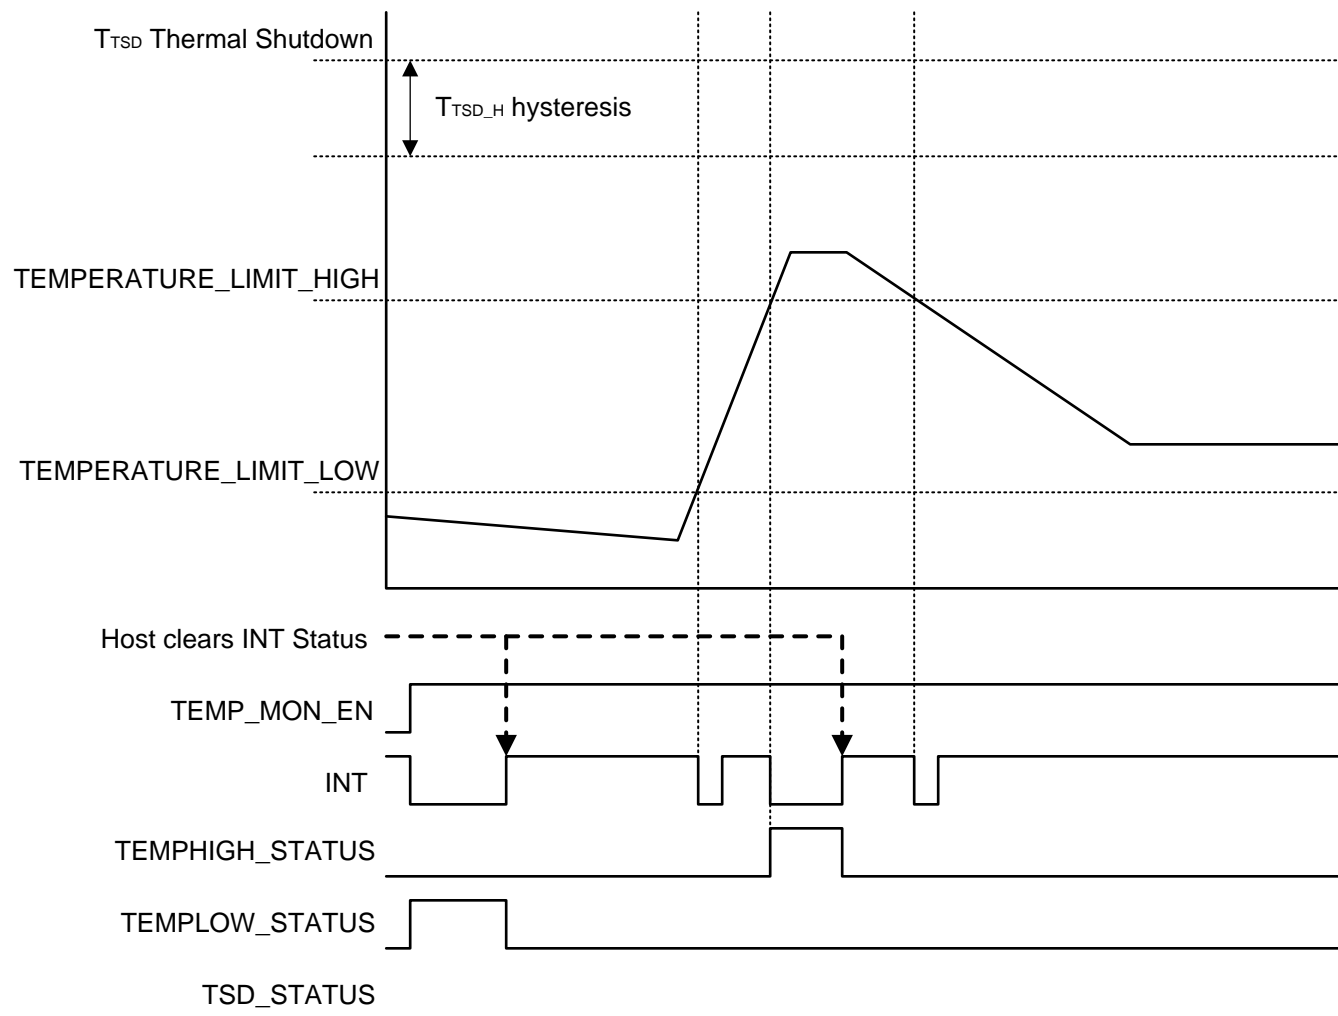 TTSD Thermal Shutdown
TTSD_H hysteresis
TEMPERATURE_LIMIT_HIGH
TEMPERATURE_LIMIT_LOW
Host clears INT Status
TEMP_MON_EN
INT
TEMPHIGH_STATUS
TEMPLOW_STATUS
TSD_STATUS